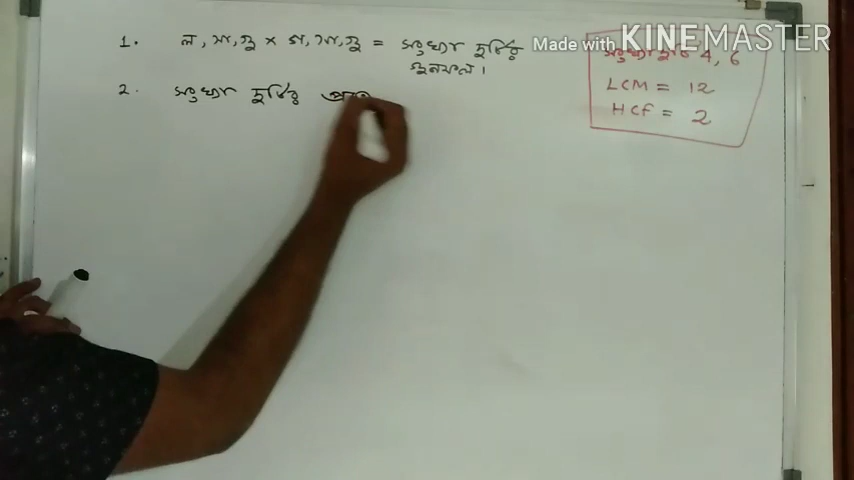 1. ল, সা, গু × গ, সা, গু = সংখ্যা দুটির
গুনফল।
2. সংখ্যা দুটির
Made with KINEMASTER
সংখ্যা দুটি 4, 6
LCM = 12
HCF = 2